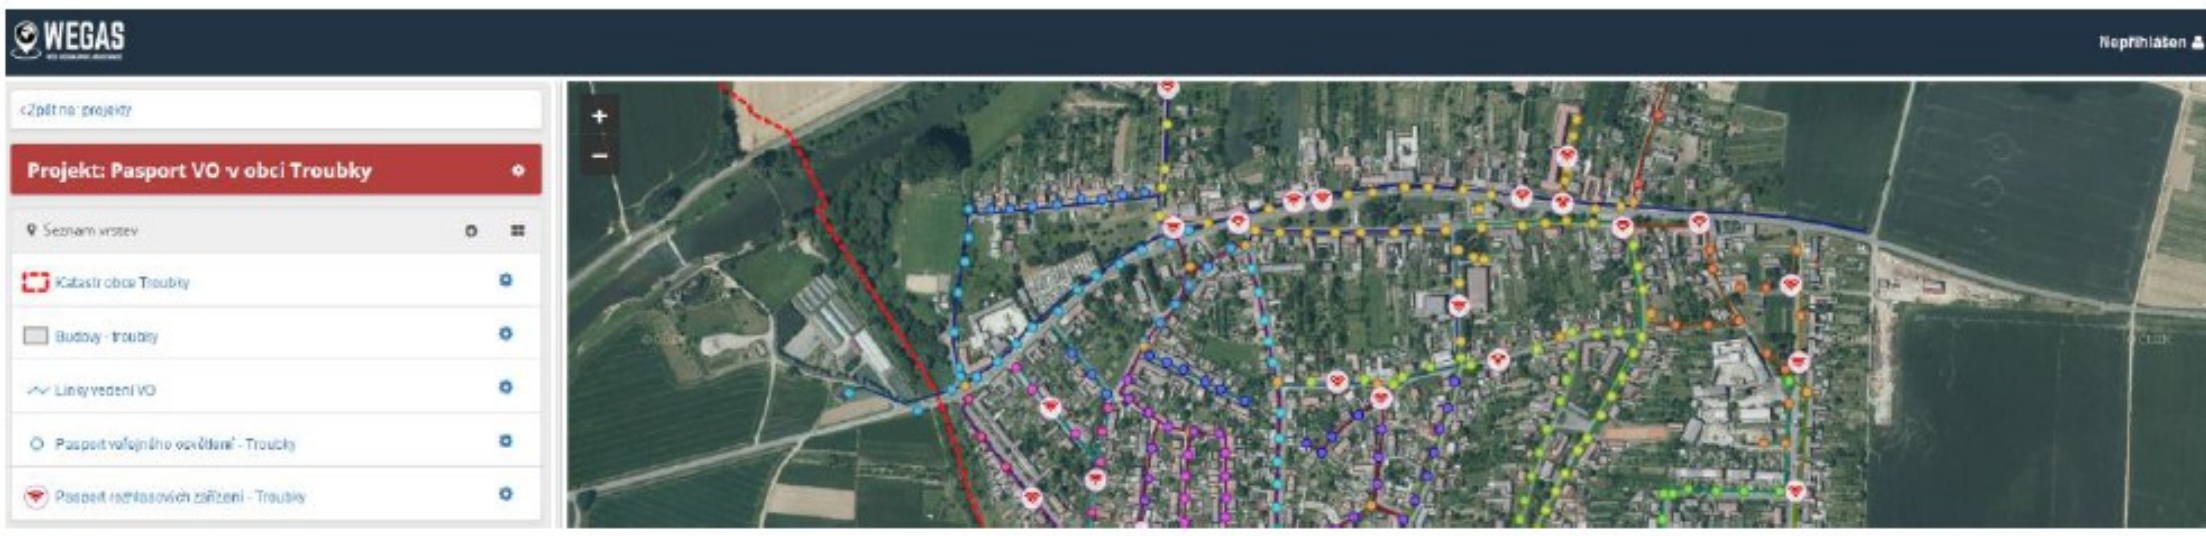 WEGAS
Nepřihlášen
‹Zpět na: projekty
Projekt: Pasport VO v obci Troubky
Seznam vrstev
Katastr obce Troubky
Budovy - troubky
Linky vedení VO
Pasport veřejného osvětlení - Troubky
Pasport rozhlasových zařízení - Troubky
+
−